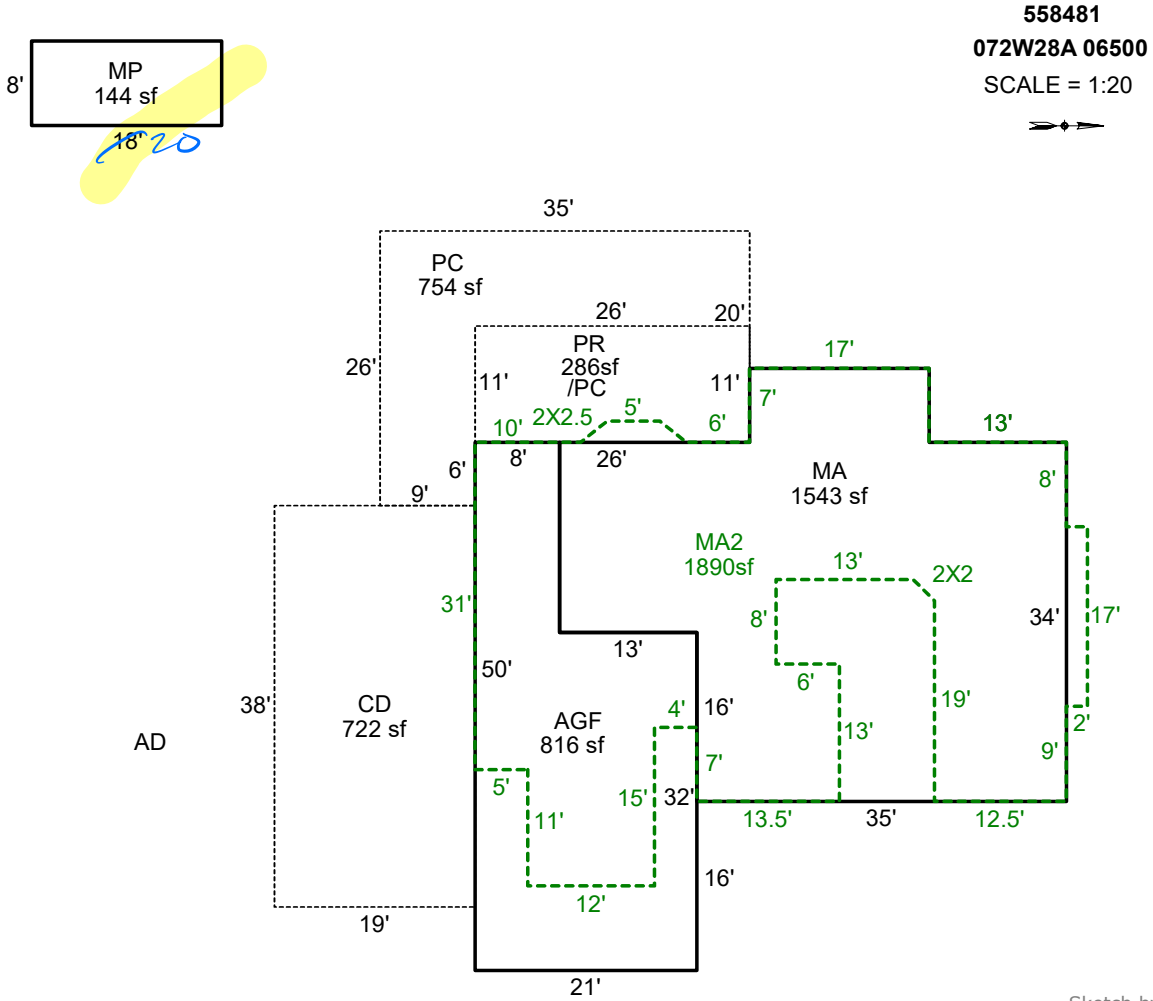 558481
072W28A 06500
SCALE = 1:20
8'
MP
144 sf
18'
20
35'
PC
754 sf
26'
20'
PR
286sf
/PC
26'
11'
11'
17'
7'
2X2.5
5'
10'
6'
13'
8'
26'
6'
9'
MA
1543 sf
8'
MA2
1890sf
13'
2X2
8'
31'
34'
17'
13'
6'
50'
38'
CD
722 sf
AGF
816 sf
4'
16'
19'
13'
2'
AD
7'
9'
5'
15'
32'
11'
13.5'
35'
12.5'
16'
12'
19'
21'